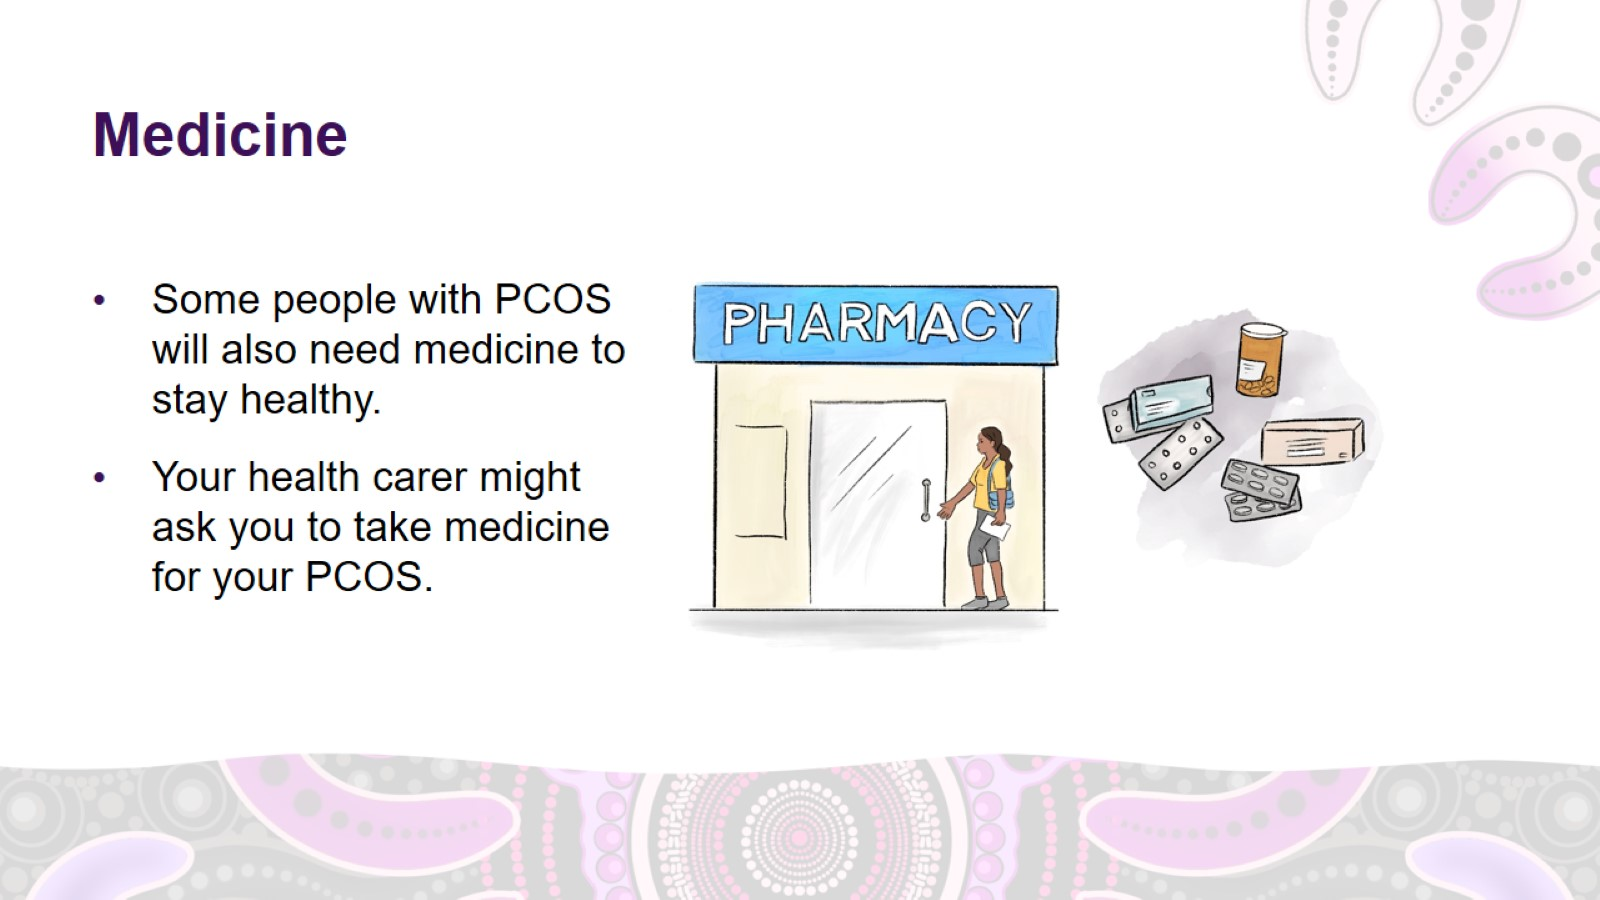 Medicine
• Some people with PCOS
will also need medicine to
stay healthy.
• Your health carer might
ask you to take medicine
for your PCOS.
PHARMACY